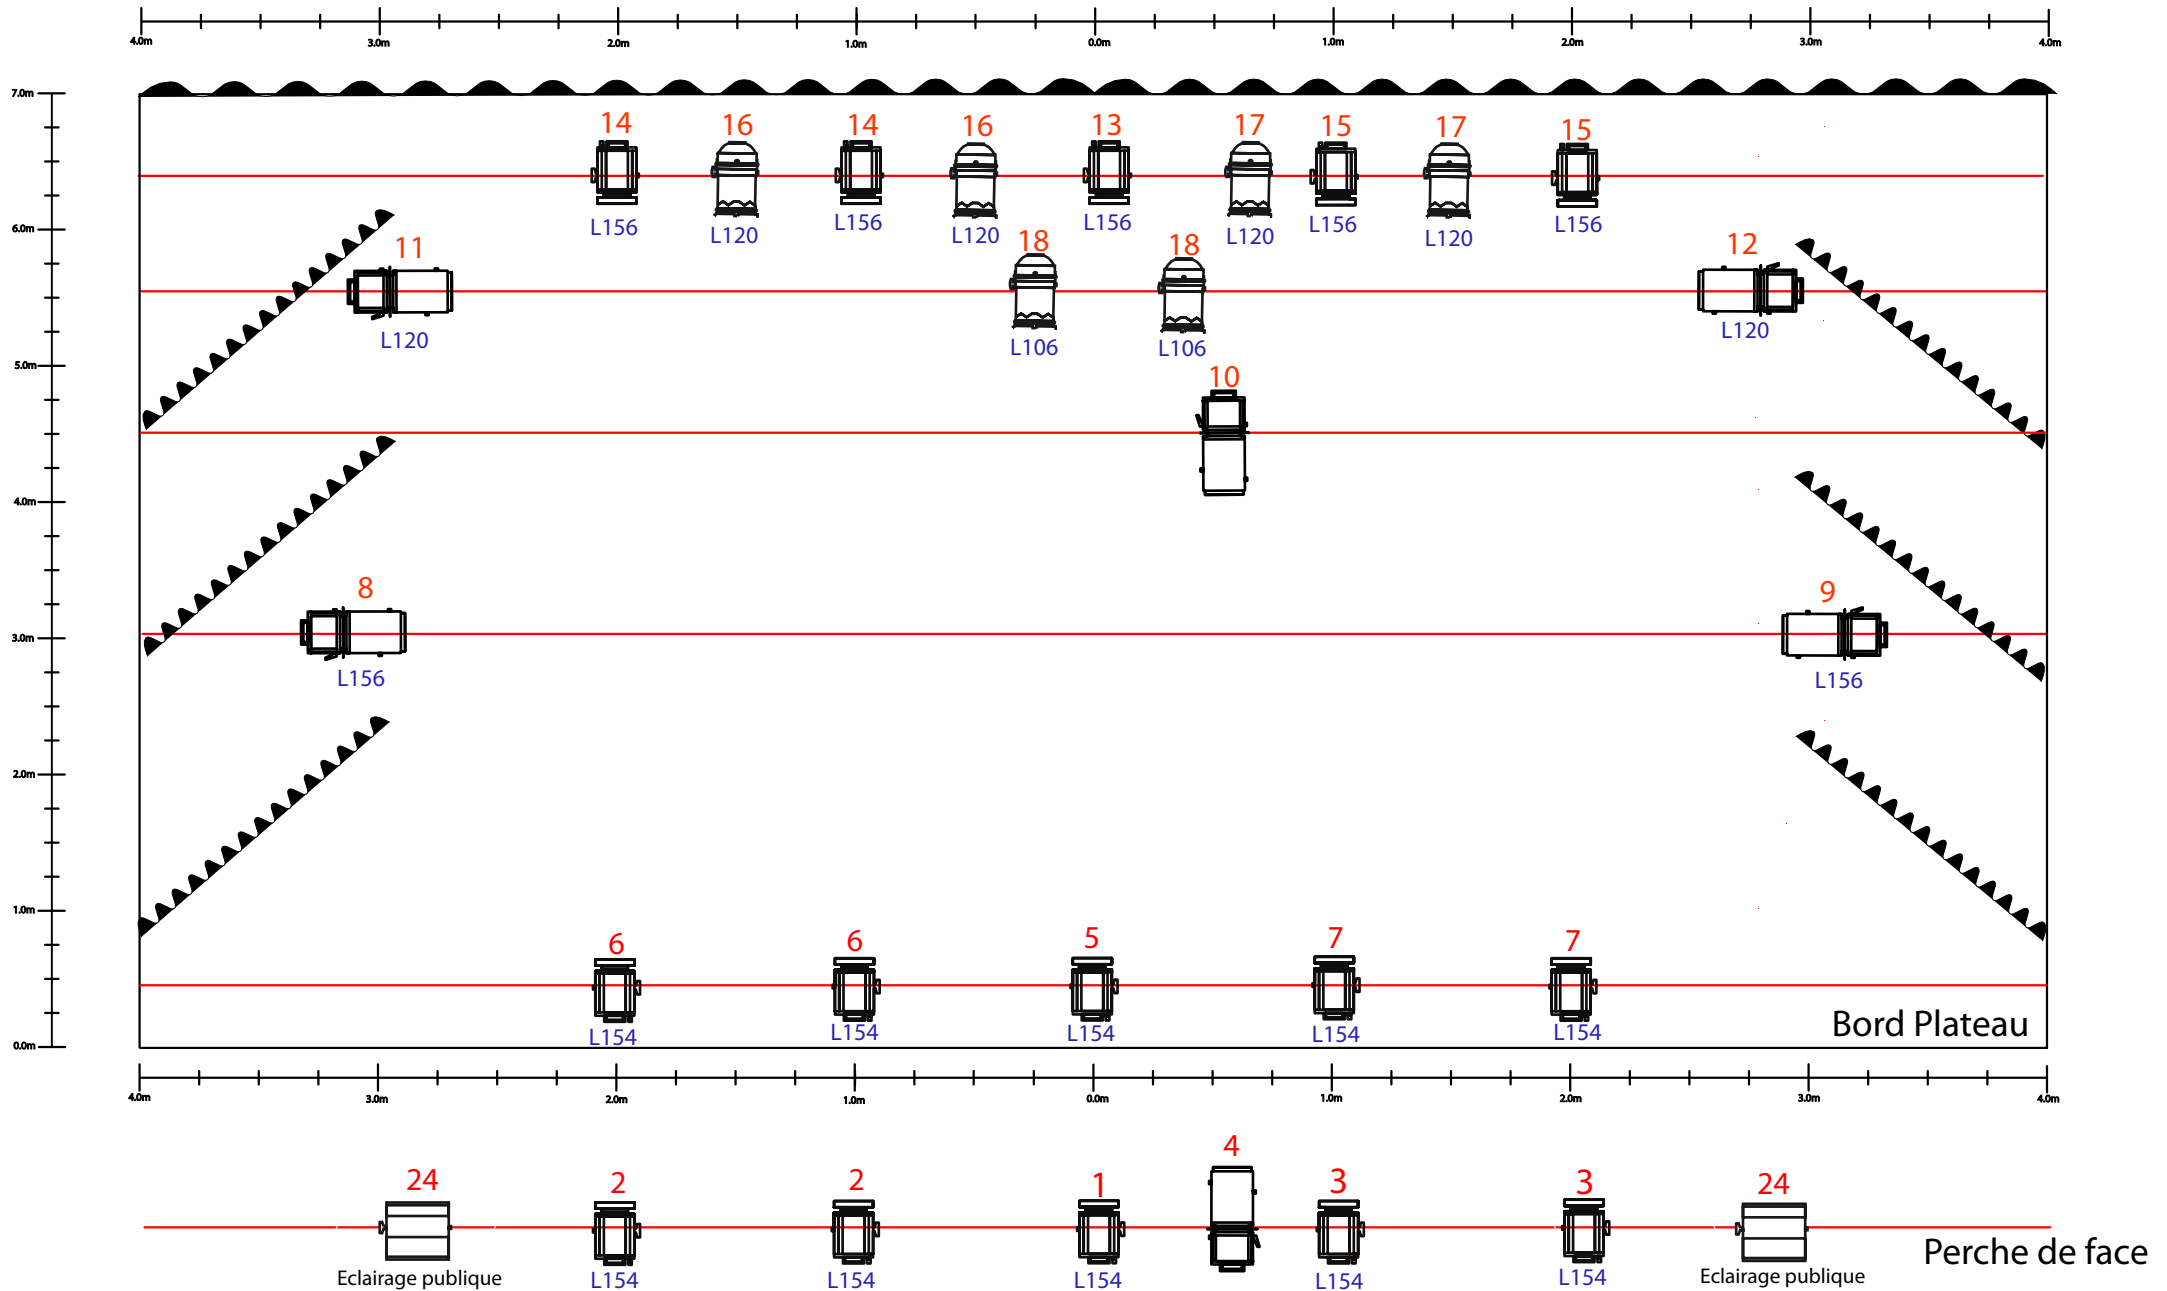 4.0m 3.0m 2.0m 1.0m 0.0m 1.0m 2.0m 3.0m 4.0m
7.0m
14 16 14 16 13 17 15 17 15
L156 L120 L156 L120 L156 L120 L156 L120 L156
6.0m
11 18 18 12
L120 L106 L106 L120
5.0m
10
4.0m
8 9
3.0m
L156 L156
2.0m
1.0m
6 6 5 7 7
L154 L154 L154 L154 L154
Bord Plateau
0.0m
4.0m 3.0m 2.0m 1.0m 0.0m 1.0m 2.0m 3.0m 4.0m
4
24 2 2 1 3 3 24
Eclairage publique L154 L154 L154 L154 L154 Eclairage publique
Perche de face